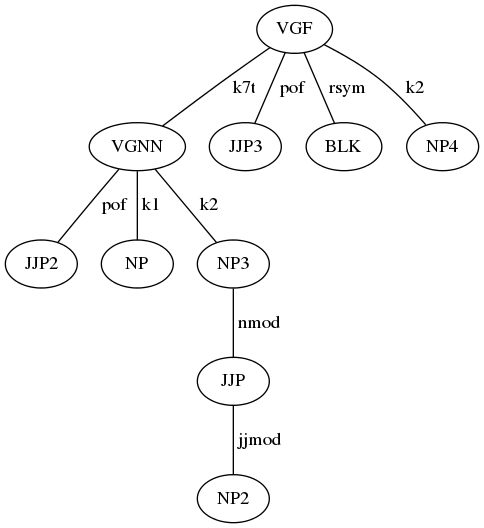 VGF
k7t pof rsym k2
VGNN JJP3 BLK NP4
pof k1 k2
JJP2 NP NP3
nmod
JJP
jjmod
NP2